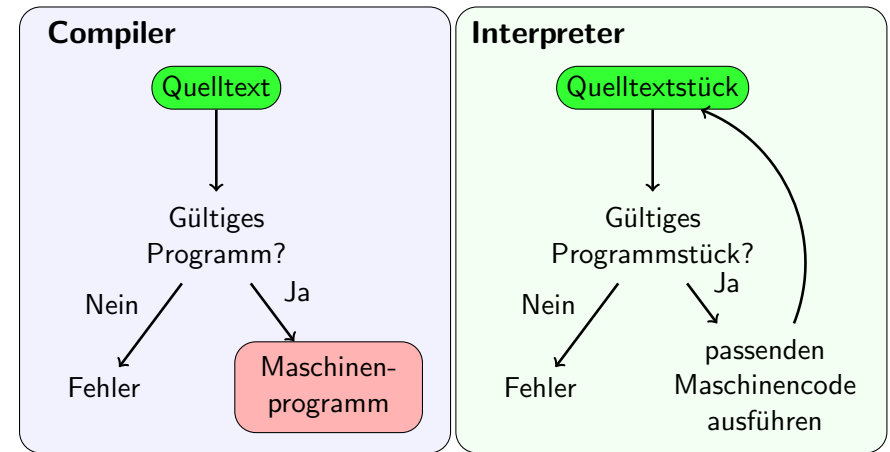 Compiler
Quelltext
Gültiges
Programm?
Nein
Ja
Fehler
Maschinen-
programm
Interpreter
Quelltextstück
Gültiges
Programmstück?
Nein
Ja
Fehler
passenden
Maschinencode
ausführen